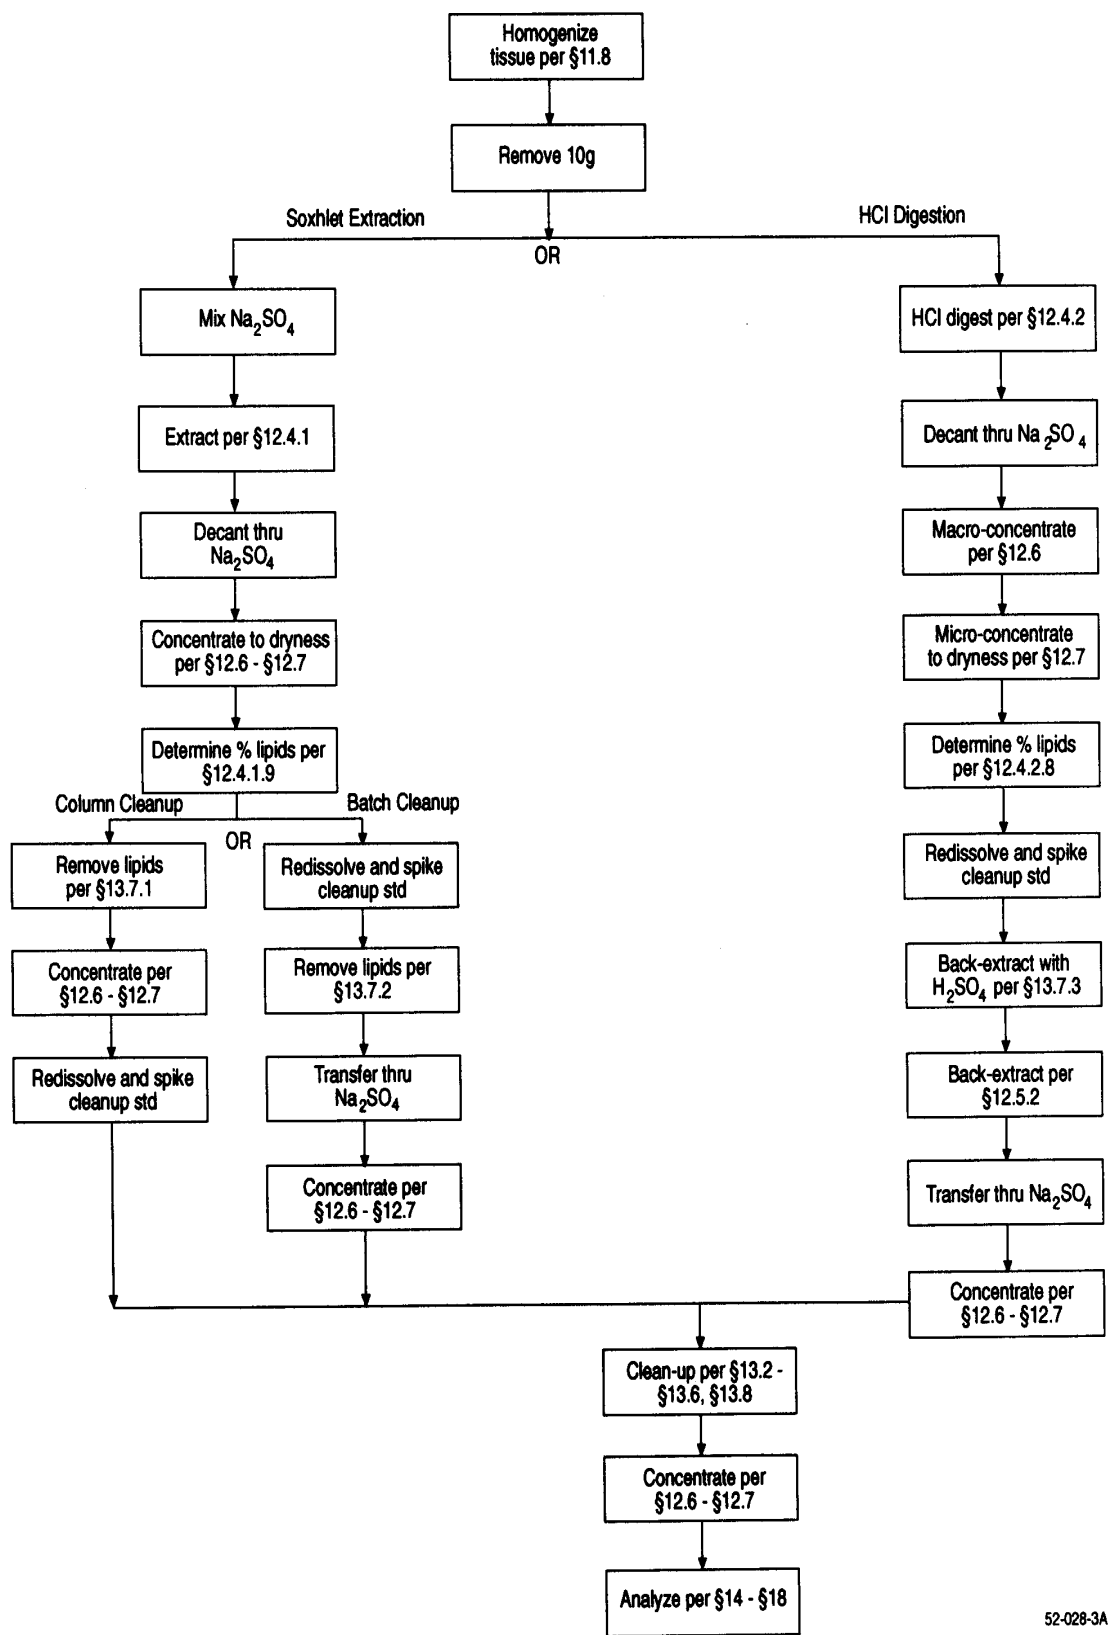 Homogenize
tissue per §11.8
Remove 10g
Soxhlet Extraction
HCl Digestion
OR
Mix Na₂SO₄
Extract per §12.4.1
Decant thru
Na₂SO₄
Concentrate to dryness
per §12.6 - §12.7
Determine % lipids per
§12.4.1.9
Column Cleanup
Batch Cleanup
OR
Remove lipids
per §13.7.1
Concentrate per
§12.6 - §12.7
Redissolve and spike
cleanup std
Redissolve and spike
cleanup std
Remove lipids per
§13.7.2
Transfer thru
Na₂SO₄
Concentrate per
§12.6 - §12.7
HCl digest per §12.4.2
Decant thru Na₂SO₄
Macro-concentrate
per §12.6
Micro-concentrate
to dryness per §12.7
Determine % lipids
per §12.4.2.8
Redissolve and spike
cleanup std
Back-extract with
H₂SO₄ per §13.7.3
Back-extract per
§12.5.2
Transfer thru Na₂SO₄
Concentrate per
§12.6 - §12.7
Clean-up per §13.2 -
§13.6, §13.8
Concentrate per
§12.6 - §12.7
Analyze per §14 - §18
52-028-3A